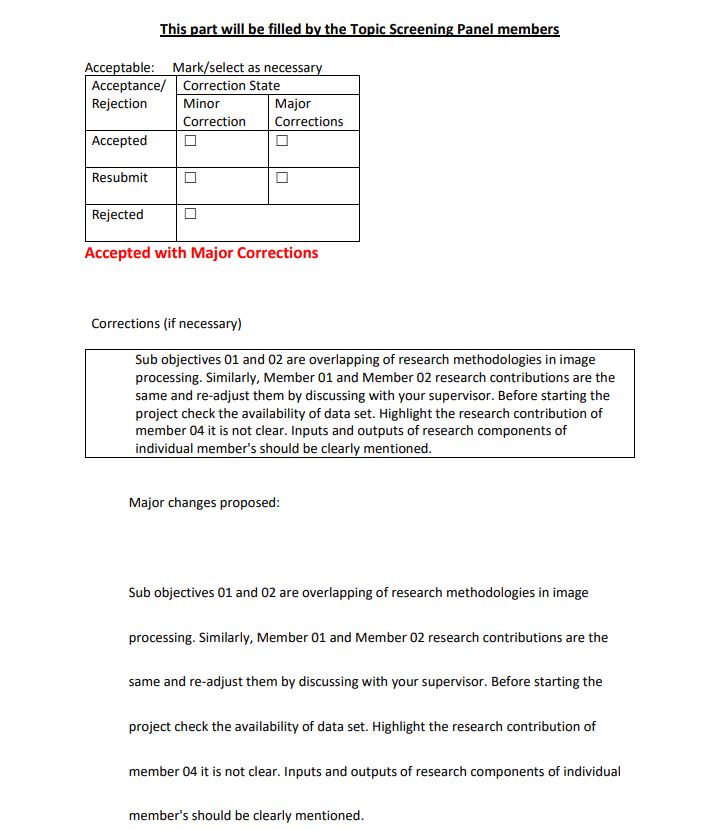 This part will be filled by the Topic Screening Panel members
Acceptable: Mark/select as necessary
Acceptance/ Rejection Correction State
Minor Correction Major Corrections
Accepted ☐ ☐
Resubmit ☐ ☐
Rejected ☐
Accepted with Major Corrections
Corrections (if necessary)
Sub objectives 01 and 02 are overlapping of research methodologies in image
processing. Similarly, Member 01 and Member 02 research contributions are the
same and re-adjust them by discussing with your supervisor. Before starting the
project check the availability of data set. Highlight the research contribution of
member 04 it is not clear. Inputs and outputs of research components of
individual member's should be clearly mentioned.
Major changes proposed:
Sub objectives 01 and 02 are overlapping of research methodologies in image
processing. Similarly, Member 01 and Member 02 research contributions are the
same and re-adjust them by discussing with your supervisor. Before starting the
project check the availability of data set. Highlight the research contribution of
member 04 it is not clear. Inputs and outputs of research components of individual
member's should be clearly mentioned.